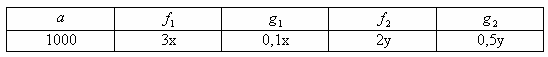 a f₁ g₁ f₂ g₂
1000 3x 0,1x 2y 0,5y